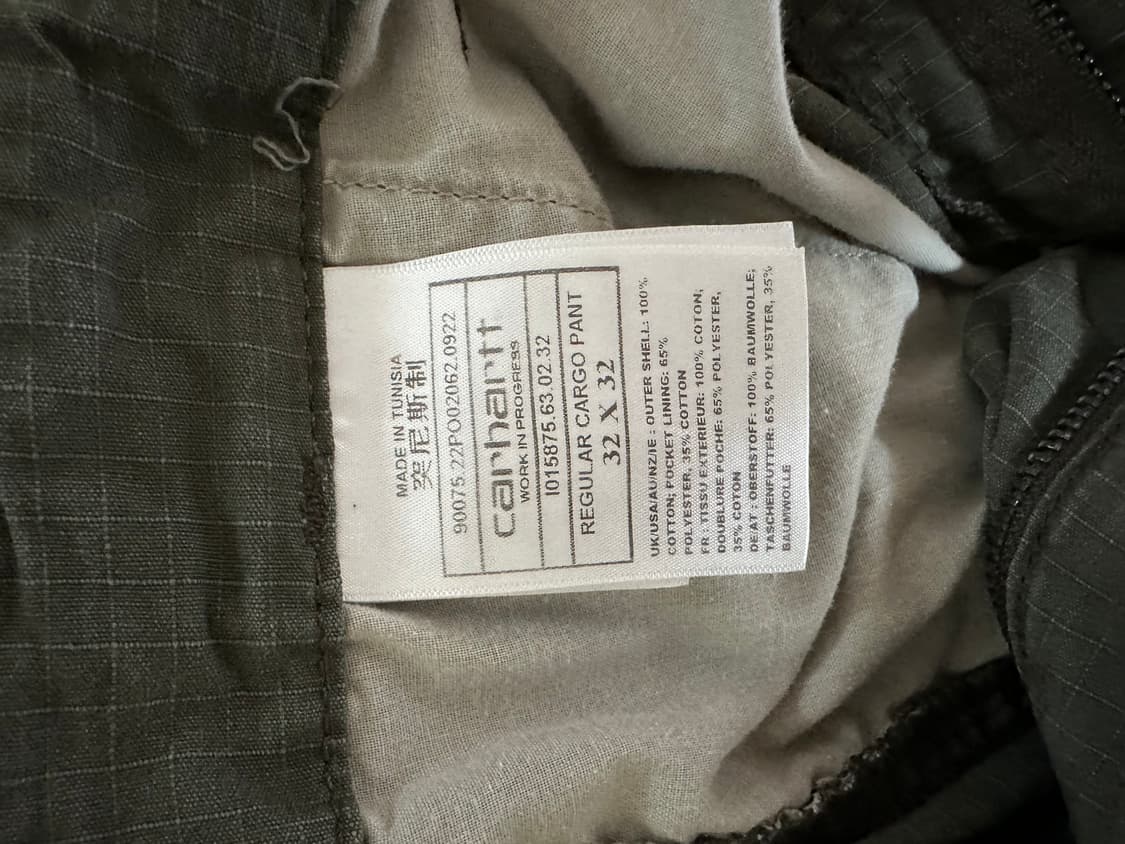 MADE IN TUNISIA
突尼斯制
90075.22PO02062.0922
carhartt
WORK IN PROGRESS
I015875.63.02.32
REGULAR CARGO PANT
32 X 32
UK/USA/AU/NZ/IE : OUTER SHELL: 100%
COTTON; POCKET LINING: 65%
POLYESTER, 35% COTTON
FR : TISSU EXTERIEUR: 100% COTON;
DOUBLURE POCHE: 65% POLYESTER,
35% COTON
DE/AT : OBERSTOFF: 100% BAUMWOLLE;
TASCHENFUTTER: 65% POLYESTER, 35%
BAUMWOLLE